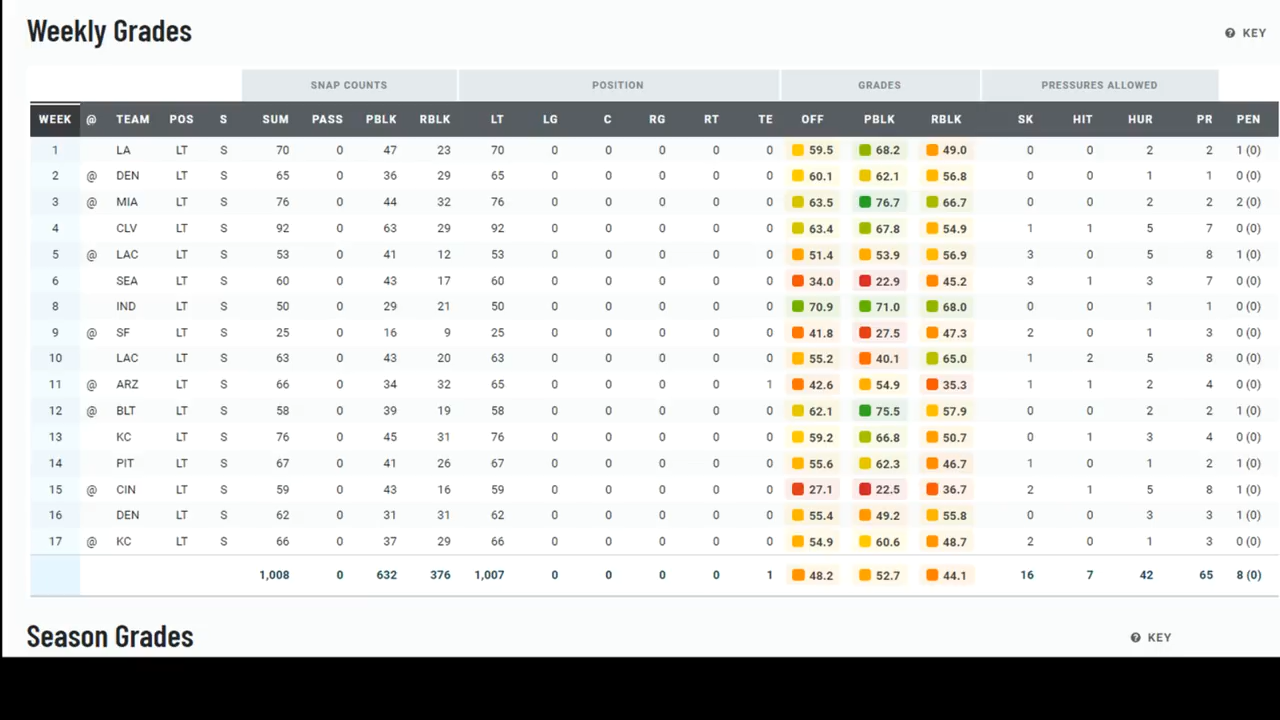 Weekly Grades
KEY
SNAP COUNTS POSITION GRADES PRESSURES ALLOWED
WEEK @ TEAM POS S SUM PASS PBLK RBLK LT LG C RG RT TE OFF PBLK RBLK SK HIT HUR PR PEN
1 LA LT S 70 0 47 23 70 0 0 0 0 0 59.5 68.2 49.0 0 0 2 2 1 (0)
2 @ DEN LT S 65 0 36 29 65 0 0 0 0 0 60.1 62.1 56.8 0 0 1 1 0 (0)
3 @ MIA LT S 76 0 44 32 76 0 0 0 0 0 63.5 76.7 66.7 0 0 2 2 2 (0)
4 CLV LT S 92 0 63 29 92 0 0 0 0 0 63.4 67.8 54.9 1 1 5 7 0 (0)
5 @ LAC LT S 53 0 41 12 53 0 0 0 0 0 51.4 53.9 56.9 3 0 5 8 1 (0)
6 SEA LT S 60 0 43 17 60 0 0 0 0 0 34.0 22.9 45.2 3 1 3 7 0 (0)
8 IND LT S 50 0 29 21 50 0 0 0 0 0 70.9 71.0 68.0 0 0 1 1 0 (0)
9 @ SF LT S 25 0 16 9 25 0 0 0 0 0 41.8 27.5 47.3 2 0 1 3 0 (0)
10 LAC LT S 63 0 43 20 63 0 0 0 0 0 55.2 40.1 65.0 1 2 5 8 0 (0)
11 @ ARZ LT S 66 0 34 32 65 0 0 0 0 1 42.6 54.9 35.3 1 1 2 4 0 (0)
12 @ BLT LT S 58 0 39 19 58 0 0 0 0 0 62.1 75.5 57.9 0 0 2 2 1 (0)
13 KC LT S 76 0 45 31 76 0 0 0 0 0 59.2 66.8 50.7 0 1 3 4 0 (0)
14 PIT LT S 67 0 41 26 67 0 0 0 0 0 55.6 62.3 46.7 1 0 1 2 1 (0)
15 @ CIN LT S 59 0 43 16 59 0 0 0 0 0 27.1 22.5 36.7 2 1 5 8 1 (0)
16 DEN LT S 62 0 31 31 62 0 0 0 0 0 55.4 49.2 55.8 0 0 3 3 1 (0)
17 @ KC LT S 66 0 37 29 66 0 0 0 0 0 54.9 60.6 48.7 2 0 1 3 0 (0)
1,008 0 632 376 1,007 0 0 0 0 1 48.2 52.7 44.1 16 7 42 65 8 (0)
Season Grades
KEY